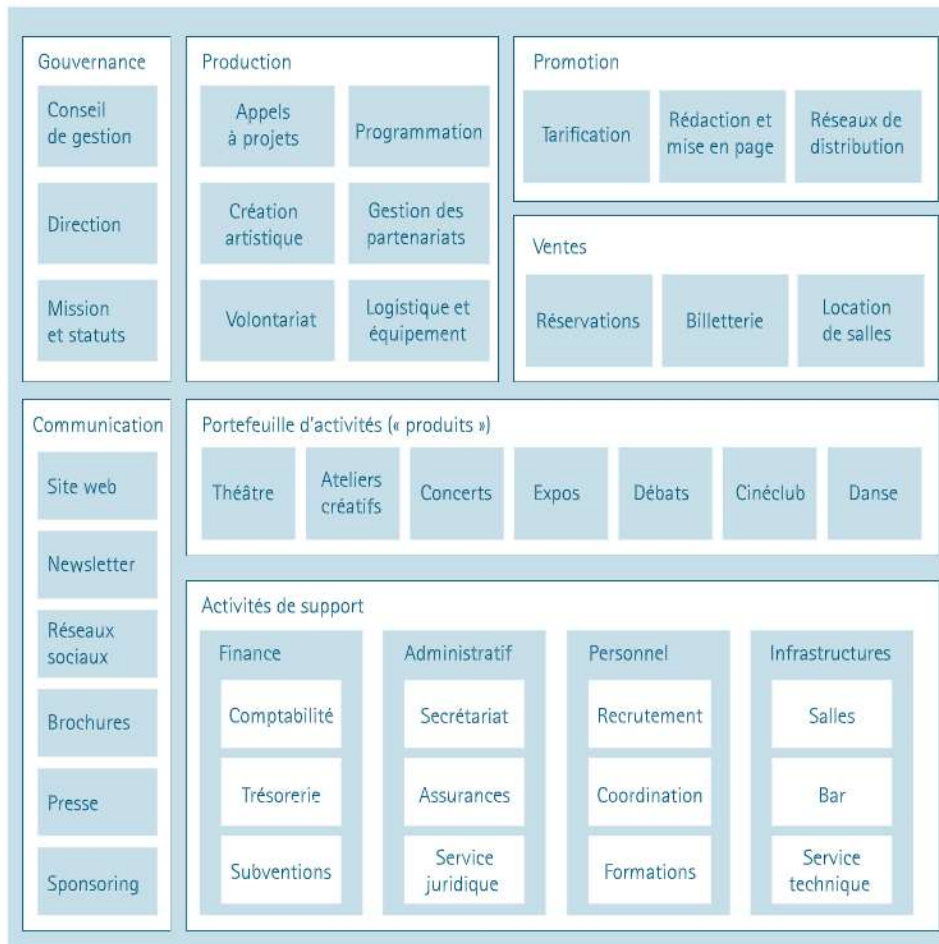 Gouvernance
Conseil
de gestion
Direction
Mission
et statuts
Production
Appels
à projets
Programmation
Création
artistique
Gestion des
partenariats
Volontariat
Logistique et
équipement
Promotion
Tarification
Rédaction et
mise en page
Réseaux de
distribution
Ventes
Réservations
Billetterie
Location
de salles
Communication
Site web
Newsletter
Réseaux
sociaux
Brochures
Presse
Sponsoring
Portefeuille d'activités (« produits »)
Théâtre
Ateliers
créatifs
Concerts
Expos
Débats
Cinéclub
Danse
Activités de support
Finance
Comptabilité
Trésorerie
Subventions
Administratif
Secrétariat
Assurances
Service
juridique
Personnel
Recrutement
Coordination
Formations
Infrastructures
Salles
Bar
Service
technique